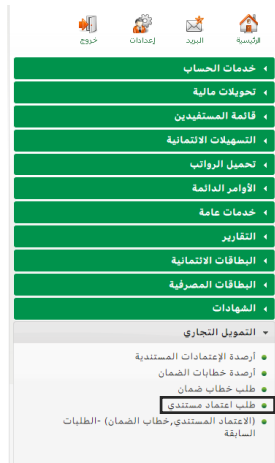 الرئيسية البريد إعدادات خروج
خدمات الحساب
تحويلات مالية
قائمة المستفيدين
التسهيلات الائتمانية
تحميل الرواتب
الأوامر الدائمة
خدمات عامة
التقارير
البطاقات الائتمانية
البطاقات المصرفية
الشهادات
التمويل التجاري
أرصدة الإعتمادات المستندية
أرصدة خطابات الضمان
طلب خطاب ضمان
طلب اعتماد مستندي
(الاعتماد المستندي,خطاب الضمان) -الطلبات
السابقة